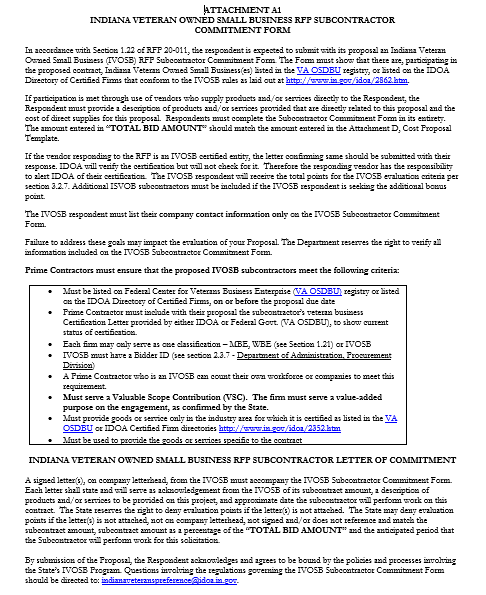 ATTACHMENT A1
INDIANA VETERAN OWNED SMALL BUSINESS RFP SUBCONTRACTOR
COMMITMENT FORM
In accordance with Section 1.22 of RFP 20-011, the respondent is expected to submit with its proposal an Indiana Veteran
Owned Small Business (IVOSB) RFP Subcontractor Commitment Form. The Form must show that there are, participating in
the proposed contract, Indiana Veteran Owned Small Business(es) listed in the VA OSDBU registry, or listed on the IDOA
Directory of Certified Firms that conform to the IVOSB rules as laid out at http://www.in.gov/idoa/2862.htm.
If participation is met through use of vendors who supply products and/or services directly to the Respondent, the
Respondent must provide a description of products and/or services provided that are directly related to this proposal and the
cost of direct supplies for this proposal. Respondents must complete the Subcontractor Commitment Form in its entirety.
The amount entered in “TOTAL BID AMOUNT” should match the amount entered in the Attachment D, Cost Proposal
Template.
If the vendor responding to the RFP is an IVOSB certified entity, the letter confirming same should be submitted with their
response. IDOA will verify the certification but will not check for it. Therefore the responding vendor has the responsibility
to alert IDOA of their certification. The IVOSB respondent will receive the total points for the IVOSB evaluation criteria per
section 3.2.7. Additional ISVOB subcontractors must be included if the IVOSB respondent is seeking the additional bonus
point.
The IVOSB respondent must list their company contact information only on the IVOSB Subcontractor Commitment
Form.
Failure to address these goals may impact the evaluation of your Proposal. The Department reserves the right to verify all
information included on the IVOSB Subcontractor Commitment Form.
Prime Contractors must ensure that the proposed IVOSB subcontractors meet the following criteria:
• Must be listed on Federal Center for Veterans Business Enterprise (VA OSDBU) registry or listed
on the IDOA Directory of Certified Firms, on or before the proposal due date
• Prime Contractor must include with their proposal the subcontractor's veteran business
Certification Letter provided by either IDOA or Federal Govt. (VA OSDBU), to show current
status of certification.
• Each firm may only serve as one classification – MBE, WBE (see Section 1.21) or IVOSB
• IVOSB must have a Bidder ID (see section 2.3.7 - Department of Administration, Procurement
Division)
• A Prime Contractor who is an IVOSB can count their own workforce or companies to meet this
requirement.
• Must serve a Valuable Scope Contribution (VSC). The firm must serve a value-added
purpose on the engagement, as confirmed by the State.
• Must provide goods or service only in the industry area for which it is certified as listed in the VA
OSDBU or IDOA Certified Firm directories http://www.in.gov/idoa/2352.htm
• Must be used to provide the goods or services specific to the contract
INDIANA VETERAN OWNED SMALL BUSINESS RFP SUBCONTRACTOR LETTER OF COMMITMENT
A signed letter(s), on company letterhead, from the IVOSB must accompany the IVOSB Subcontractor Commitment Form.
Each letter shall state and will serve as acknowledgement from the IVOSB of its subcontract amount, a description of
products and/or services to be provided on this project, and approximate date the subcontractor will perform work on this
contract. The State reserves the right to deny evaluation points if the letter(s) is not attached. The State may deny evaluation
points if the letter(s) is not attached, not on company letterhead, not signed and/or does not reference and match the
subcontract amount, subcontract amount as a percentage of the “TOTAL BID AMOUNT” and the anticipated period that
the Subcontractor will perform work for this solicitation.
By submission of the Proposal, the Respondent acknowledges and agrees to be bound by the policies and processes involving
the State's IVOSB Program. Questions involving the regulations governing the IVOSB Subcontractor Commitment Form
should be directed to: indianaveteranspreference@idoa.in.gov.